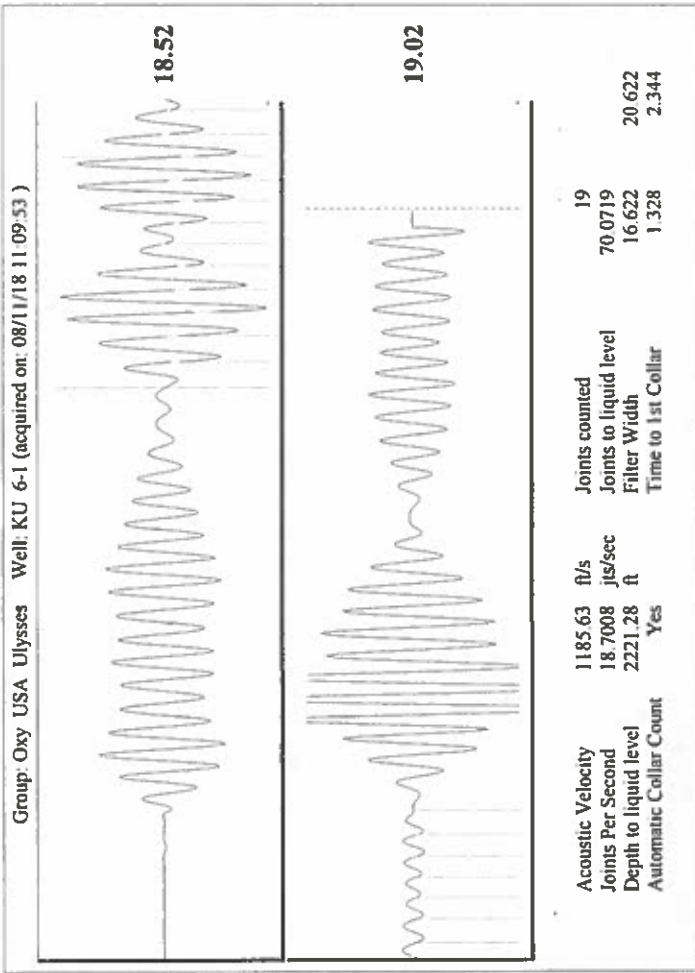 Group: Oxy USA Ulysses Well: KU 6-1 (acquired on: 08/11/18 11:09:53 )
18.52
19.02
Acoustic Velocity 1185.63 ft/s Joints counted 19
Joints Per Second 18.7008 jts/sec Joints to liquid level 70.0719
Depth to liquid level 2221.28 ft Filter Width 16.622 20.622
Automatic Collar Count Yes Time to 1st Collar 1.328 2.344